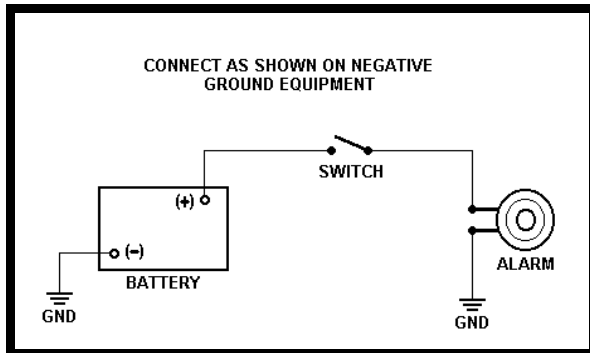 CONNECT AS SHOWN ON NEGATIVE
GROUND EQUIPMENT
SWITCH
(+)
(-)
BATTERY
ALARM
GND
GND